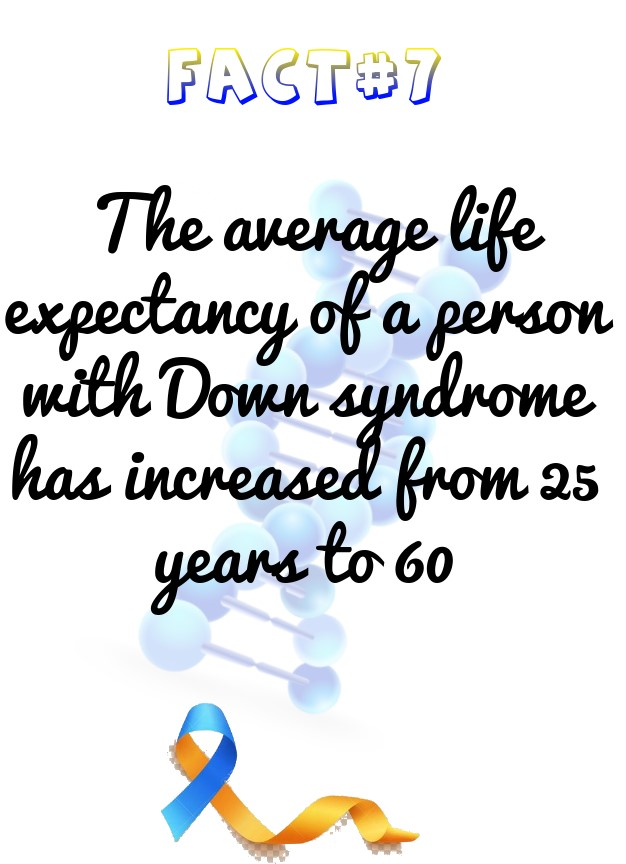 FACT#7
The average life
expectancy of a person
with Down syndrome
has increased from 25
years to 60